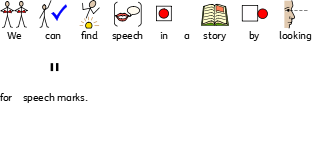 We can find speech in a story by looking
for speech marks.